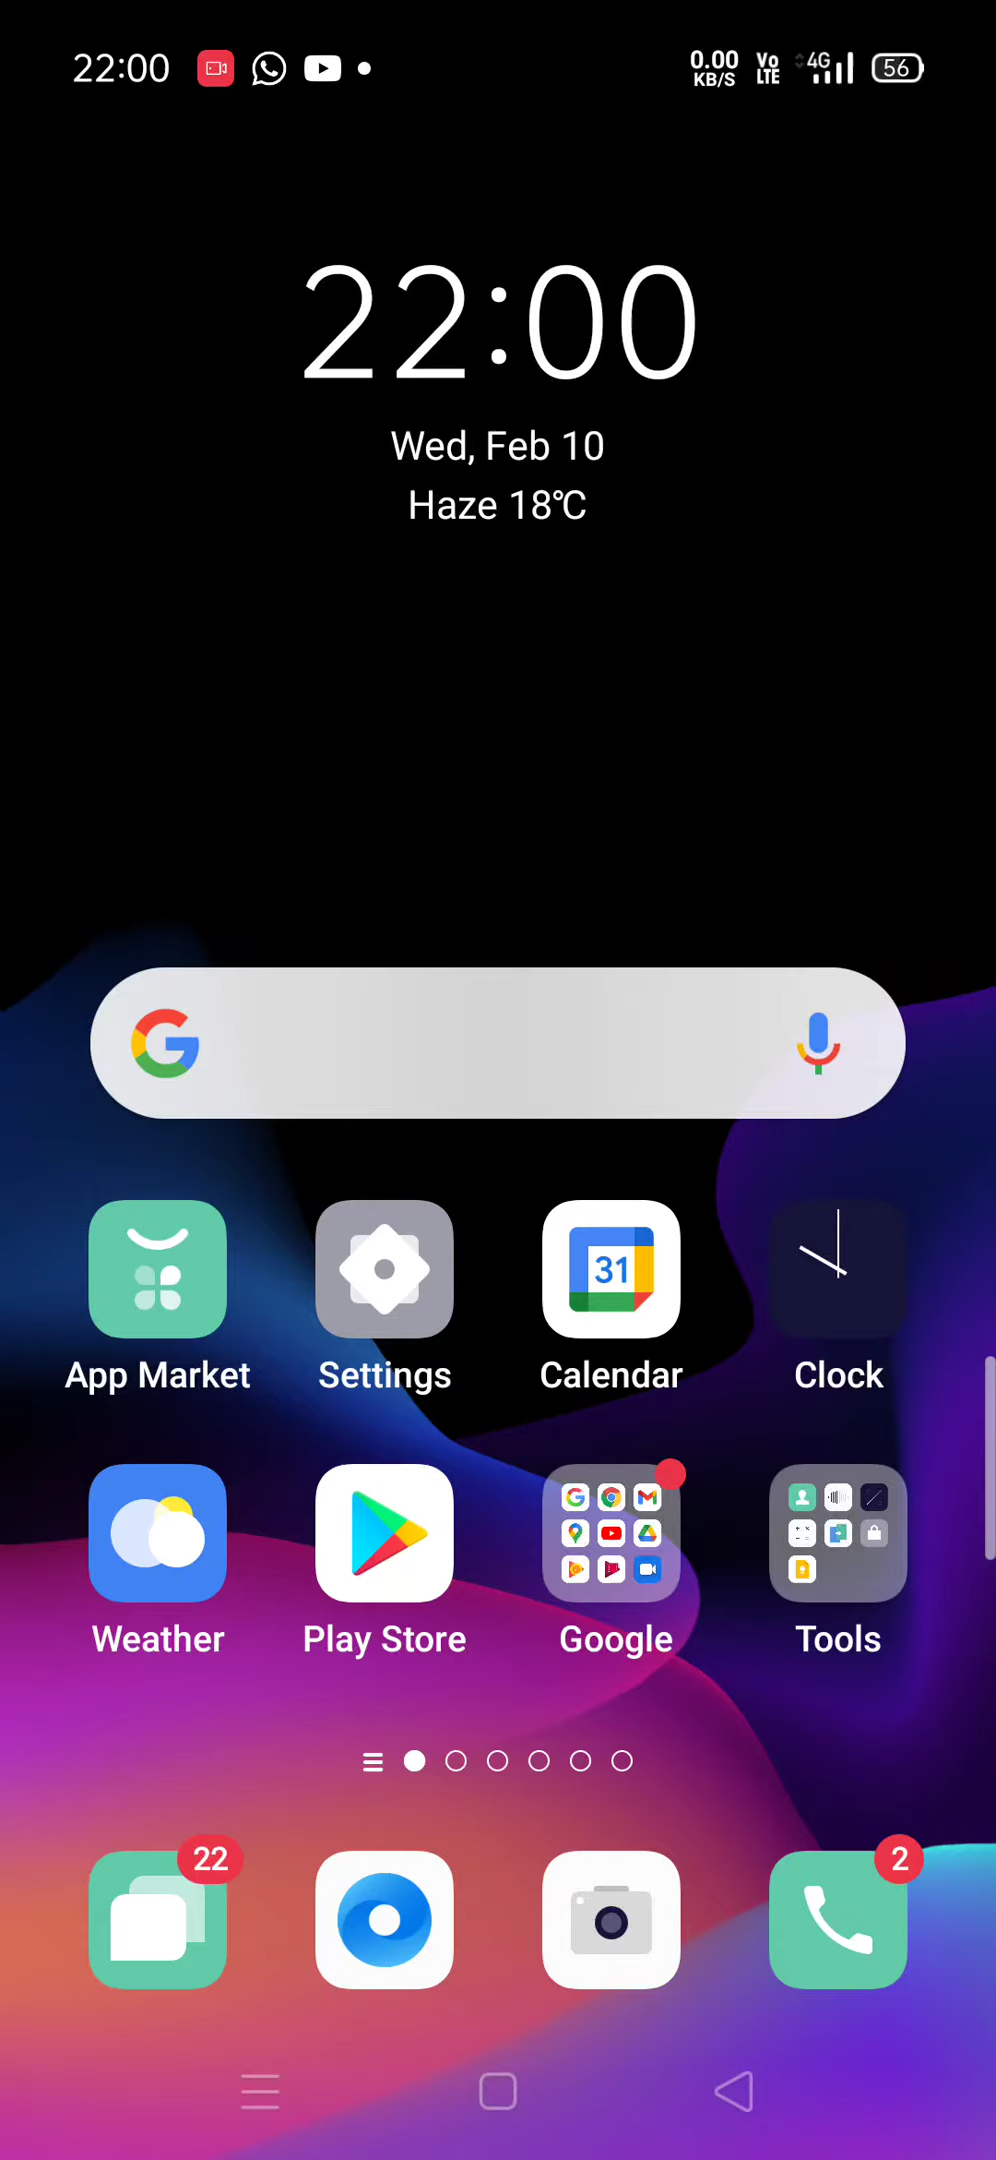 22:00 0.00 KB/S Vo LTE 4G 56
22:00
Wed, Feb 10
Haze 18℃
31
App Market Settings Calendar Clock
Weather Play Store Google Tools
22 2